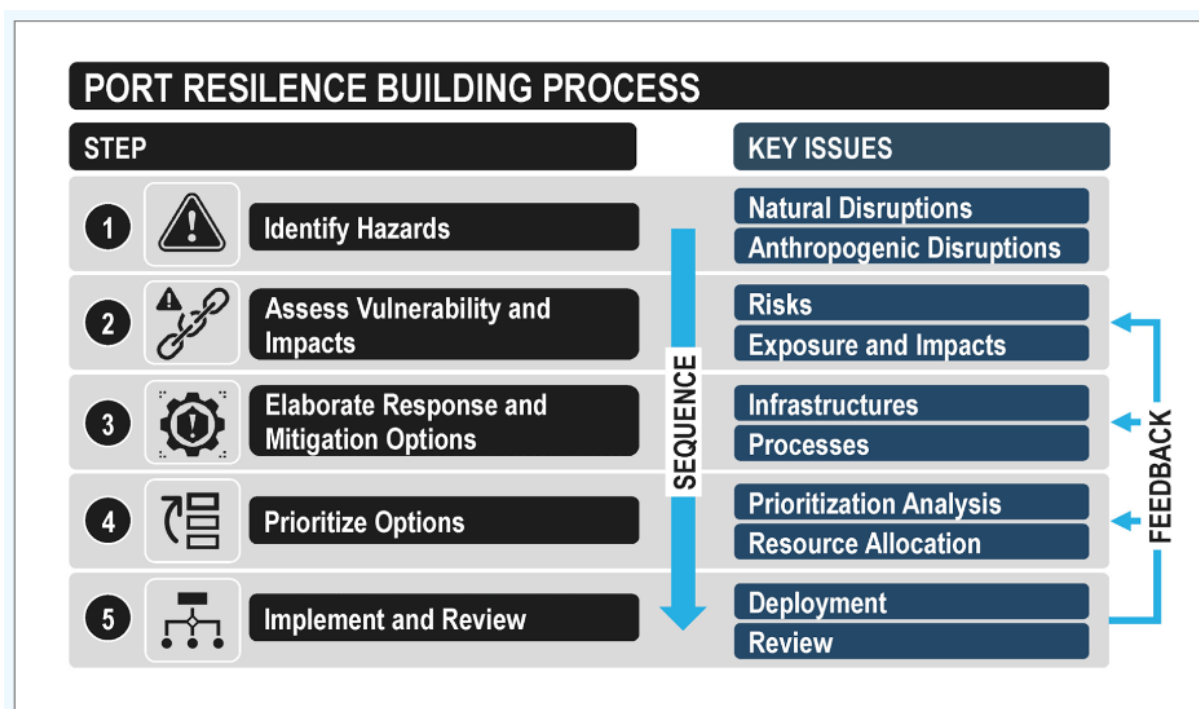 PORT RESILENCE BUILDING PROCESS
STEP
KEY ISSUES
1
Identify Hazards
Natural Disruptions
Anthropogenic Disruptions
2
Assess Vulnerability and
Impacts
Risks
Exposure and Impacts
3
Elaborate Response and
Mitigation Options
Infrastructures
Processes
4
Prioritize Options
Prioritization Analysis
Resource Allocation
5
Implement and Review
Deployment
Review
SEQUENCE
FEEDBACK